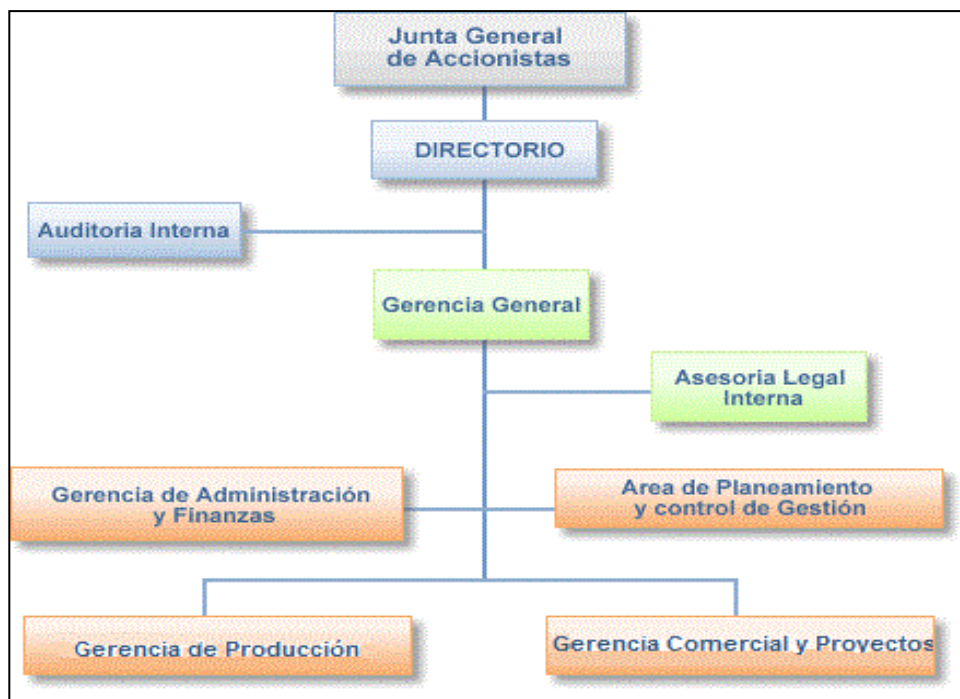 Junta General
de Accionistas
DIRECTORIO
Auditoria Interna
Gerencia General
Asesoria Legal
Interna
Gerencia de Administración
y Finanzas
Area de Planeamiento
y control de Gestión
Gerencia de Producción
Gerencia Comercial y Proyectos